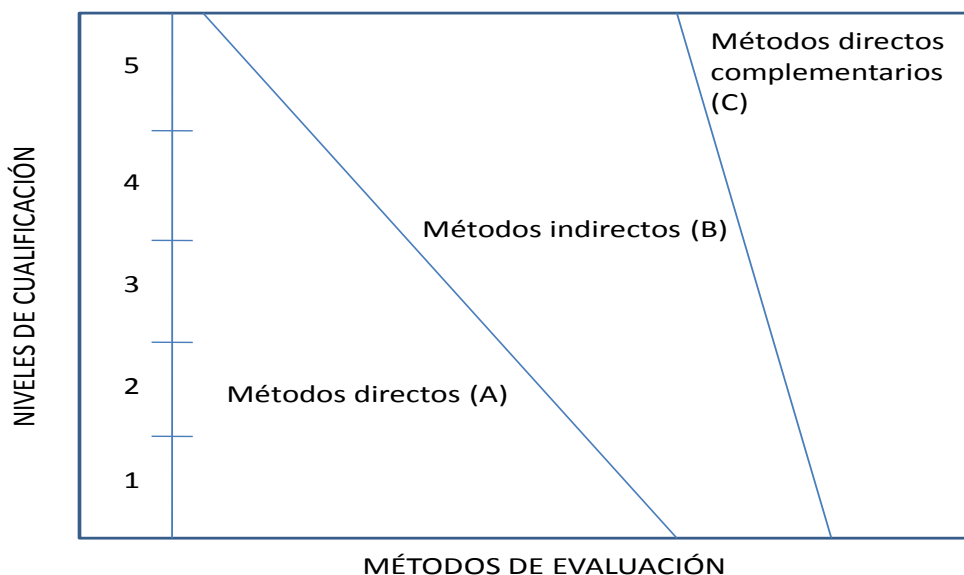 Métodos directos
complementarios
(C)
5
4
Métodos indirectos (B)
3
2
Métodos directos (A)
1
NIVELES DE CUALIFICACIÓN
MÉTODOS DE EVALUACIÓN